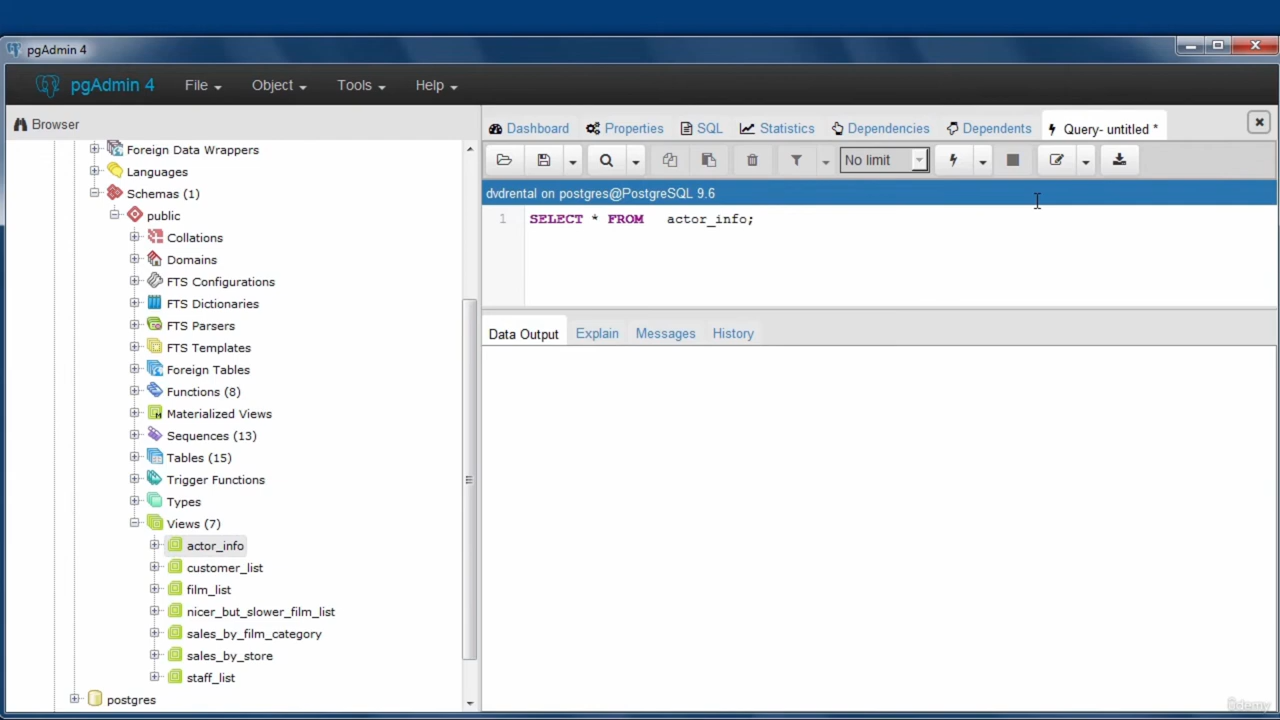 pgAdmin 4
pgAdmin 4 File Object Tools Help
Browser
Dashboard Properties SQL Statistics Dependencies Dependents Query- untitled *
No limit
dvdrental on postgres@PostgreSQL 9.6
1 SELECT * FROM   actor_info;
Data Output Explain Messages History
Foreign Data Wrappers
Languages
Schemas (1)
public
Collations
Domains
FTS Configurations
FTS Dictionaries
FTS Parsers
FTS Templates
Foreign Tables
Functions (8)
Materialized Views
Sequences (13)
Tables (15)
Trigger Functions
Types
Views (7)
actor_info
customer_list
film_list
nicer_but_slower_film_list
sales_by_film_category
sales_by_store
staff_list
postgres
ûdemy